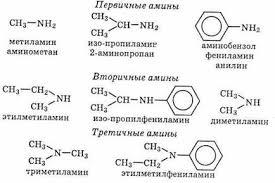 Первичные амины
CH₃—NH₂
CH₃
CH₃
CH—NH₂
NH₂
метиламин
аминометан
изо-пропиламин
2-аминопропан
аминобензол
фениламин
анилин
Вторичные амины
CH₃—CH₂
CH₃
NH
CH₃
CH₃
CH—NH—
CH₃
CH₃
NH
этилметиламин
изо-пропилфениламин
диметиламин
Третичные амины
CH₃
CH₃
N—CH₃
CH₃
CH₃—CH₂
N—
триметиламин
этилметилфениламин